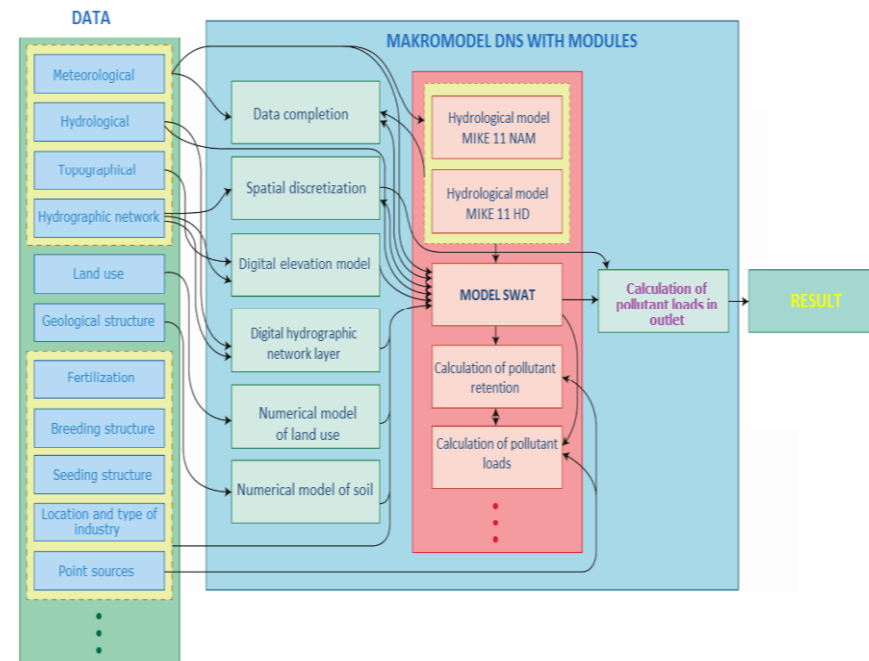 DATA
Meteorological
Hydrological
Topographical
Hydrographic network
Land use
Geological structure
Fertilization
Breeding structure
Seeding structure
Location and type of
industry
Point sources
MAKROMODEL DNS WITH MODULES
Data completion
Spatial discretization
Digital elevation model
Digital hydrographic
network layer
Numerical model
of land use
Numerical model of soil
Hydrological model
MIKE 11 NAM
Hydrological model
MIKE 11 HD
MODEL SWAT
Calculation of pollutant
retention
Calculation of pollutant
loads
Calculation of
pollutant loads in
outlet
RESULT